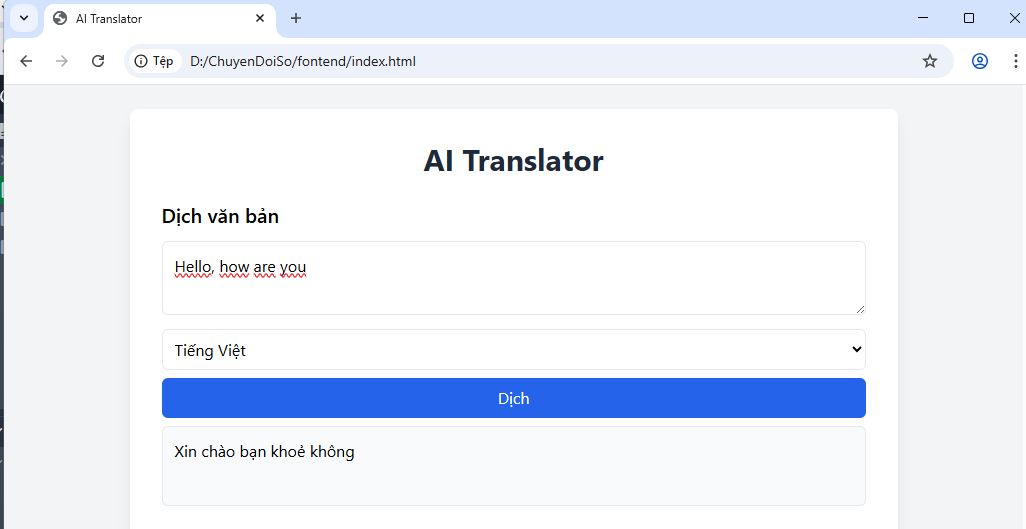 AI Translator
Tệp D:/ChuyenDoiSo/fontend/index.html
AI Translator
Dịch văn bản
Hello, how are you
Tiếng Việt
Dịch
Xin chào bạn khoẻ không